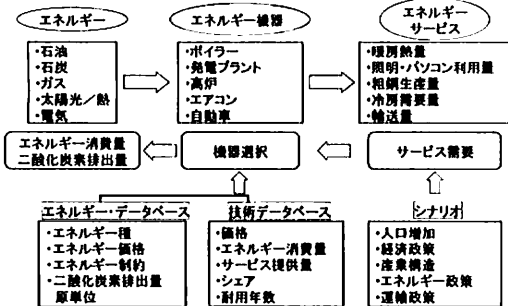 エネルギー
エネルギー機器
エネルギー
サービス
・石油
・石炭
・ガス
・太陽光／熱
・電気
・ボイラー
・発電プラント
・高炉
・エアコン
・自動車
・暖房熱量
・照明・パソコン利用量
・粗鋼生産量
・冷房需要量
・輸送量
エネルギー消費量
二酸化炭素排出量
機器選択
サービス需要
エネルギー・データベース
技術データベース
シナリオ
・エネルギー種
・エネルギー価格
・エネルギー制約
・二酸化炭素排出量
原単位
・価格
・エネルギー消費量
・サービス提供量
・シェア
・耐用年数
・人口増加
・経済政策
・産業構造
・エネルギー政策
・運輸政策